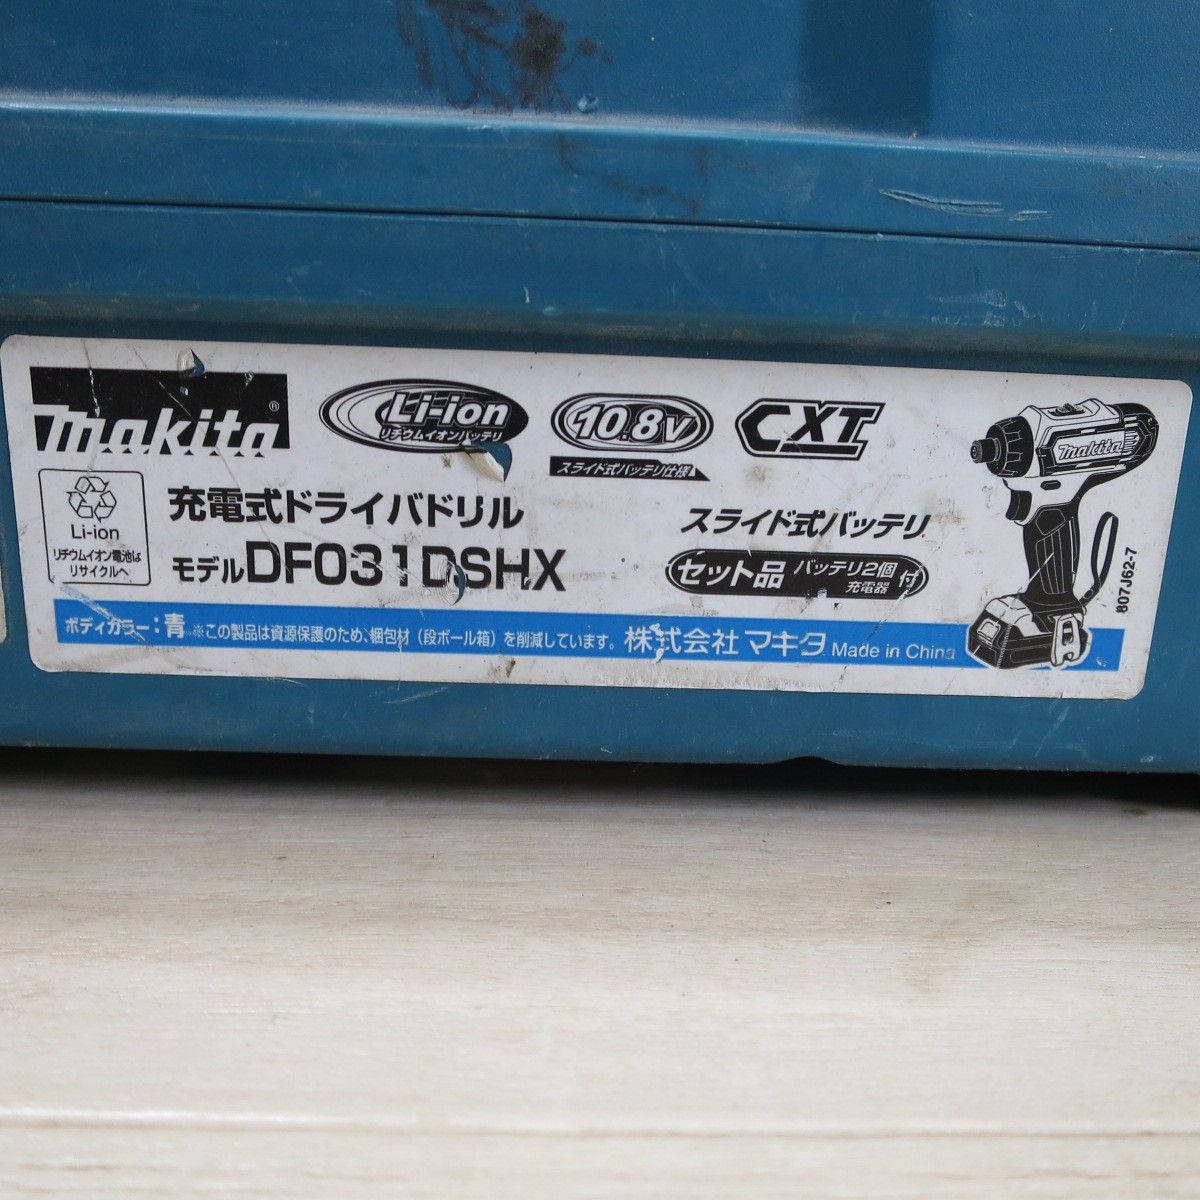 makita®
Li-ion
リチウムイオンバッテリ
10.8V
スライド式バッテリ仕様
CXT
makita
Li-ion
リチウムイオン電池は
リサイクルへ
充電式ドライバドリル
モデルDF031DSHX
スライド式バッテリ
セット品 バッテリ2個 充電器 付
807J62-7
ボディカラー:青 ※この製品は資源保護のため、梱包材(段ボール箱)を削減しています。株式会社 マキタ Made in China